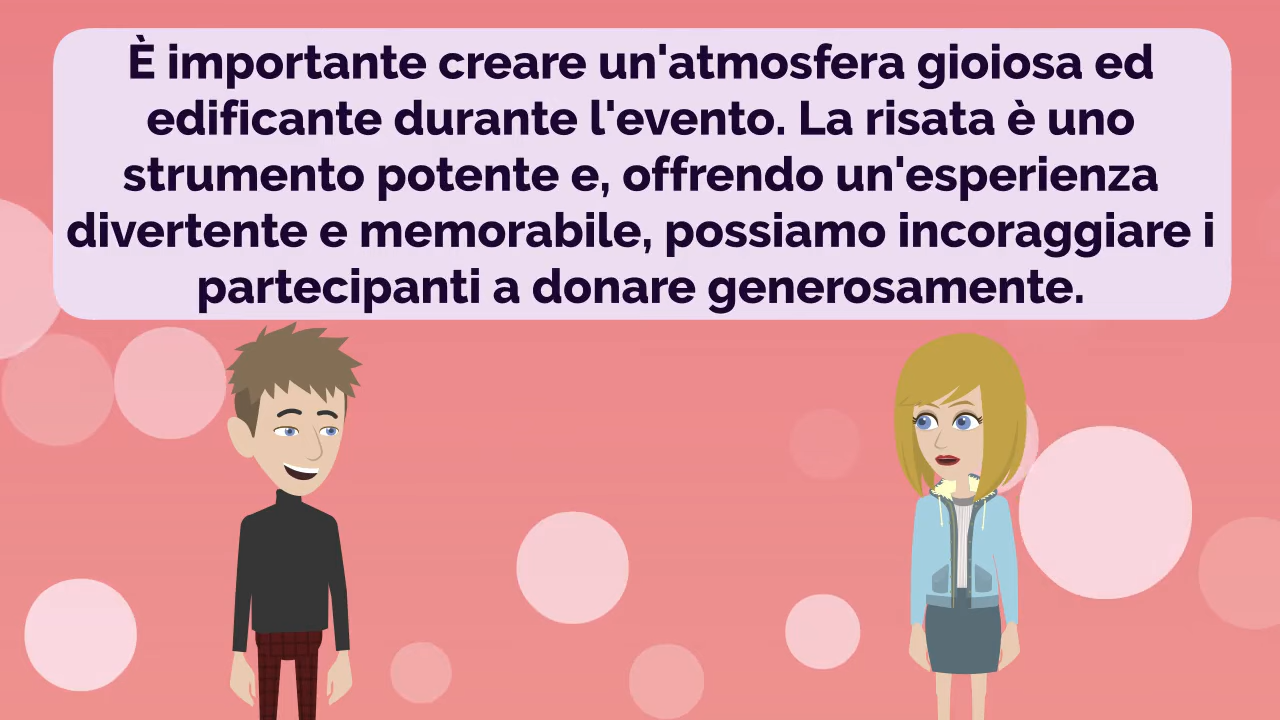 È importante creare un'atmosfera gioiosa ed
edificante durante l'evento. La risata è uno
strumento potente e, offrendo un'esperienza
divertente e memorabile, possiamo incoraggiare i
partecipanti a donare generosamente.